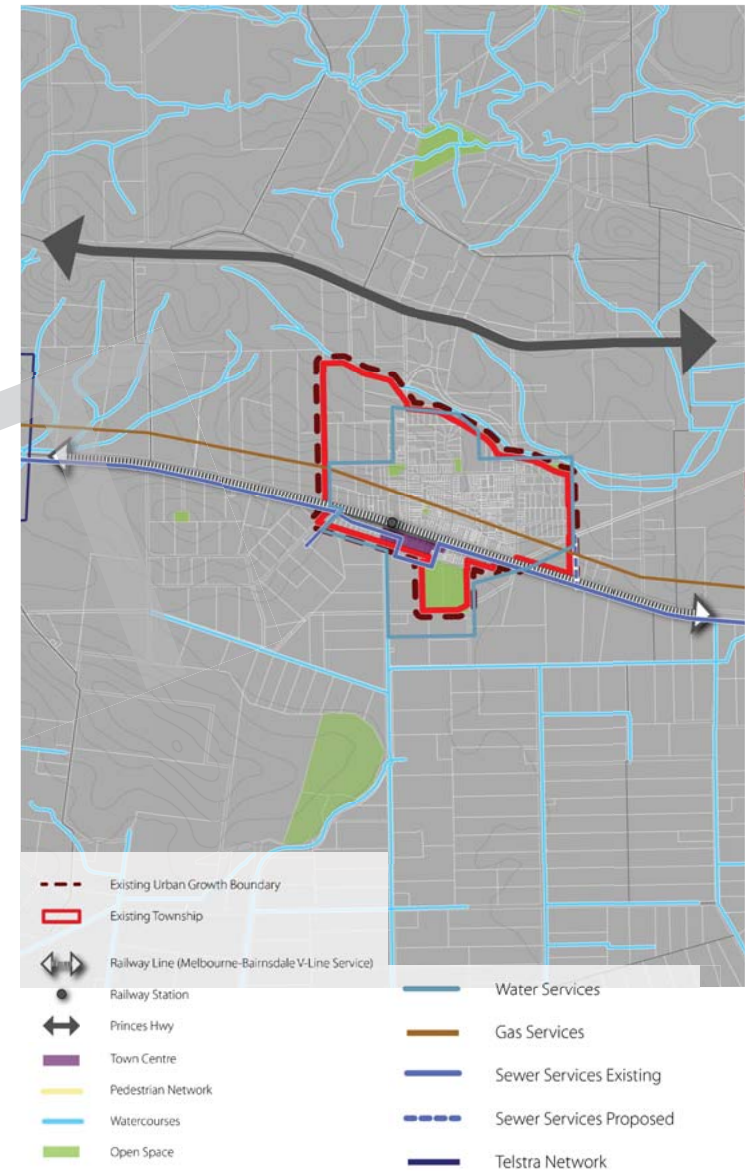 Existing Urban Growth Boundary
Existing Township
Railway Line (Melbourne-Bairnsdale V-Line Service)
Railway Station
Princes Hwy
Town Centre
Pedestrian Network
Watercourses
Open Space
Water Services
Gas Services
Sewer Services Existing
Sewer Services Proposed
Telstra Network